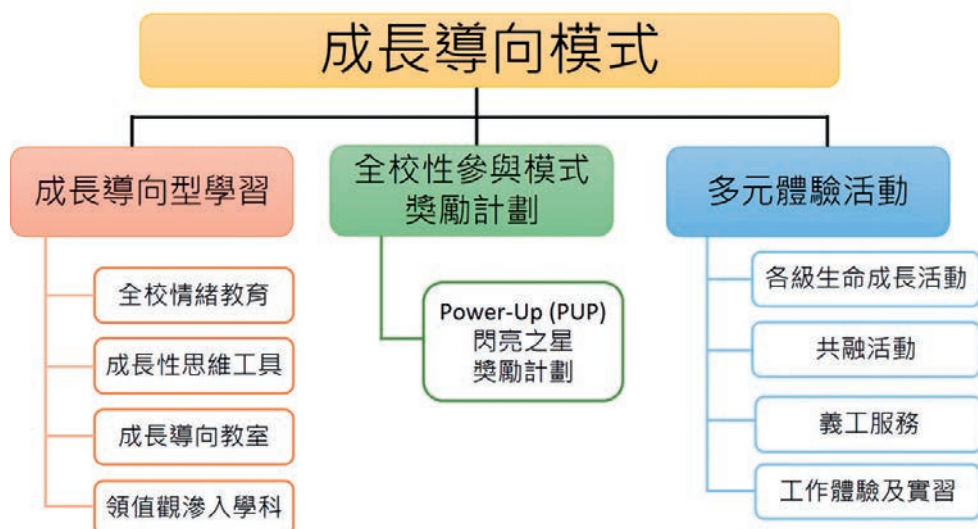 成長導向模式
成長導向型學習
全校情緒教育
成長性思維工具
成長導向教室
領值觀滲入學科
全校性參與模式
獎勵計劃
Power-Up (PUP)
閃亮之星
獎勵計劃
多元體驗活動
各級生命成長活動
共融活動
義工服務
工作體驗及實習